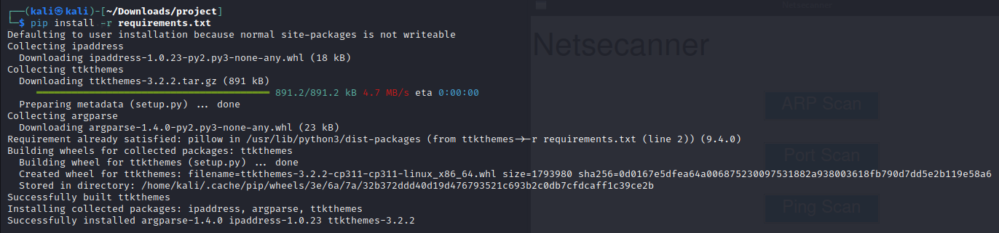 ┌──(kali㉿kali)-[~/Downloads/project]
└─$ pip install -r requirements.txt
Defaulting to user installation because normal site-packages is not writeable
Collecting ipaddress
  Downloading ipaddress-1.0.23-py2.py3-none-any.whl (18 kB)
Collecting ttkthemes
  Downloading ttkthemes-3.2.2.tar.gz (891 kB)
     ━━━━━━━━━━━━━━━━━━━━━━━━━━━━━━━━━━━━━━━━ 891.2/891.2 kB 4.7 MB/s eta 0:00:00
  Preparing metadata (setup.py) ... done
Collecting argparse
  Downloading argparse-1.4.0-py2.py3-none-any.whl (23 kB)
Requirement already satisfied: pillow in /usr/lib/python3/dist-packages (from ttkthemes->-r requirements.txt (line 2)) (9.4.0)
Building wheels for collected packages: ttkthemes
  Building wheel for ttkthemes (setup.py) ... done
  Created wheel for ttkthemes: filename=ttkthemes-3.2.2-cp311-cp311-linux_x86_64.whl size=1793980 sha256=0d0167e5dfea64a006875230097531882a938003618fb790d7dd5e2b119e58a6
  Stored in directory: /home/kali/.cache/pip/wheels/3e/6a/7a/32b372ddd40d19d476793521c693b2c0db7cfdcaff1c39ce2b
Successfully built ttkthemes
Installing collected packages: ipaddress, argparse, ttkthemes
Successfully installed argparse-1.4.0 ipaddress-1.0.23 ttkthemes-3.2.2
Netsecanner
Netsecanner
ARP Scan
Port Scan
Ping Scan